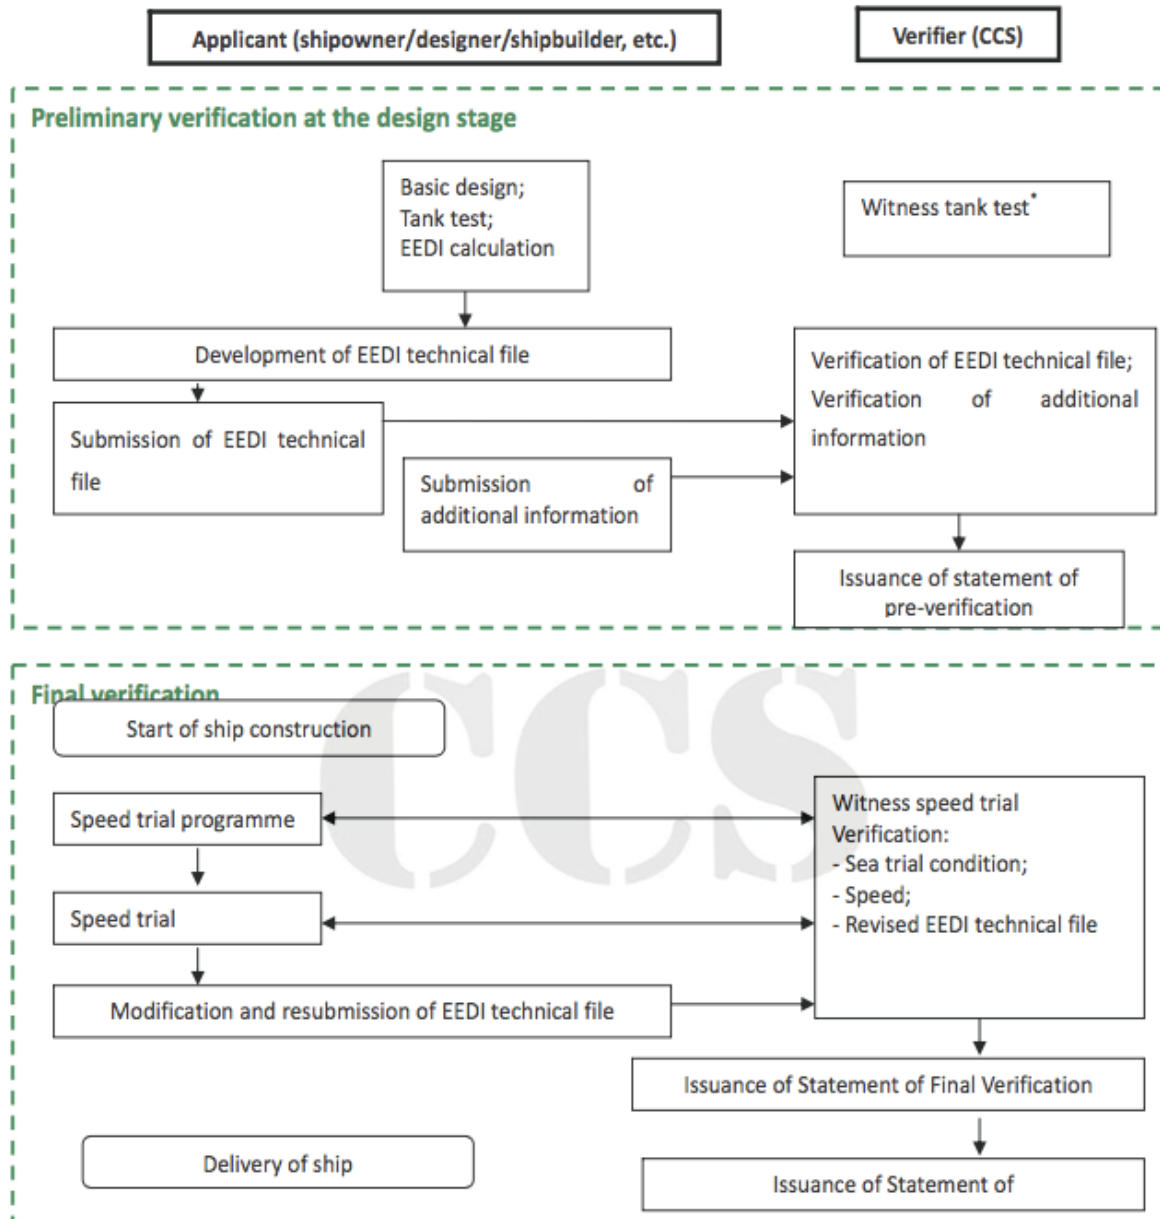 Applicant (shipowner/designer/shipbuilder, etc.)
Verifier (CCS)
Preliminary verification at the design stage
Basic design;
Tank test;
EEDI calculation
Witness tank test*
Development of EEDI technical file
Verification of EEDI technical file;
Verification of additional
information
Submission of EEDI technical
file
Submission of
additional information
Issuance of statement of
pre-verification
Final verification
Start of ship construction
CCS
Speed trial programme
Witness speed trial
Verification:
- Sea trial condition;
- Speed;
- Revised EEDI technical file
Speed trial
Modification and resubmission of EEDI technical file
Issuance of Statement of Final Verification
Delivery of ship
Issuance of Statement of